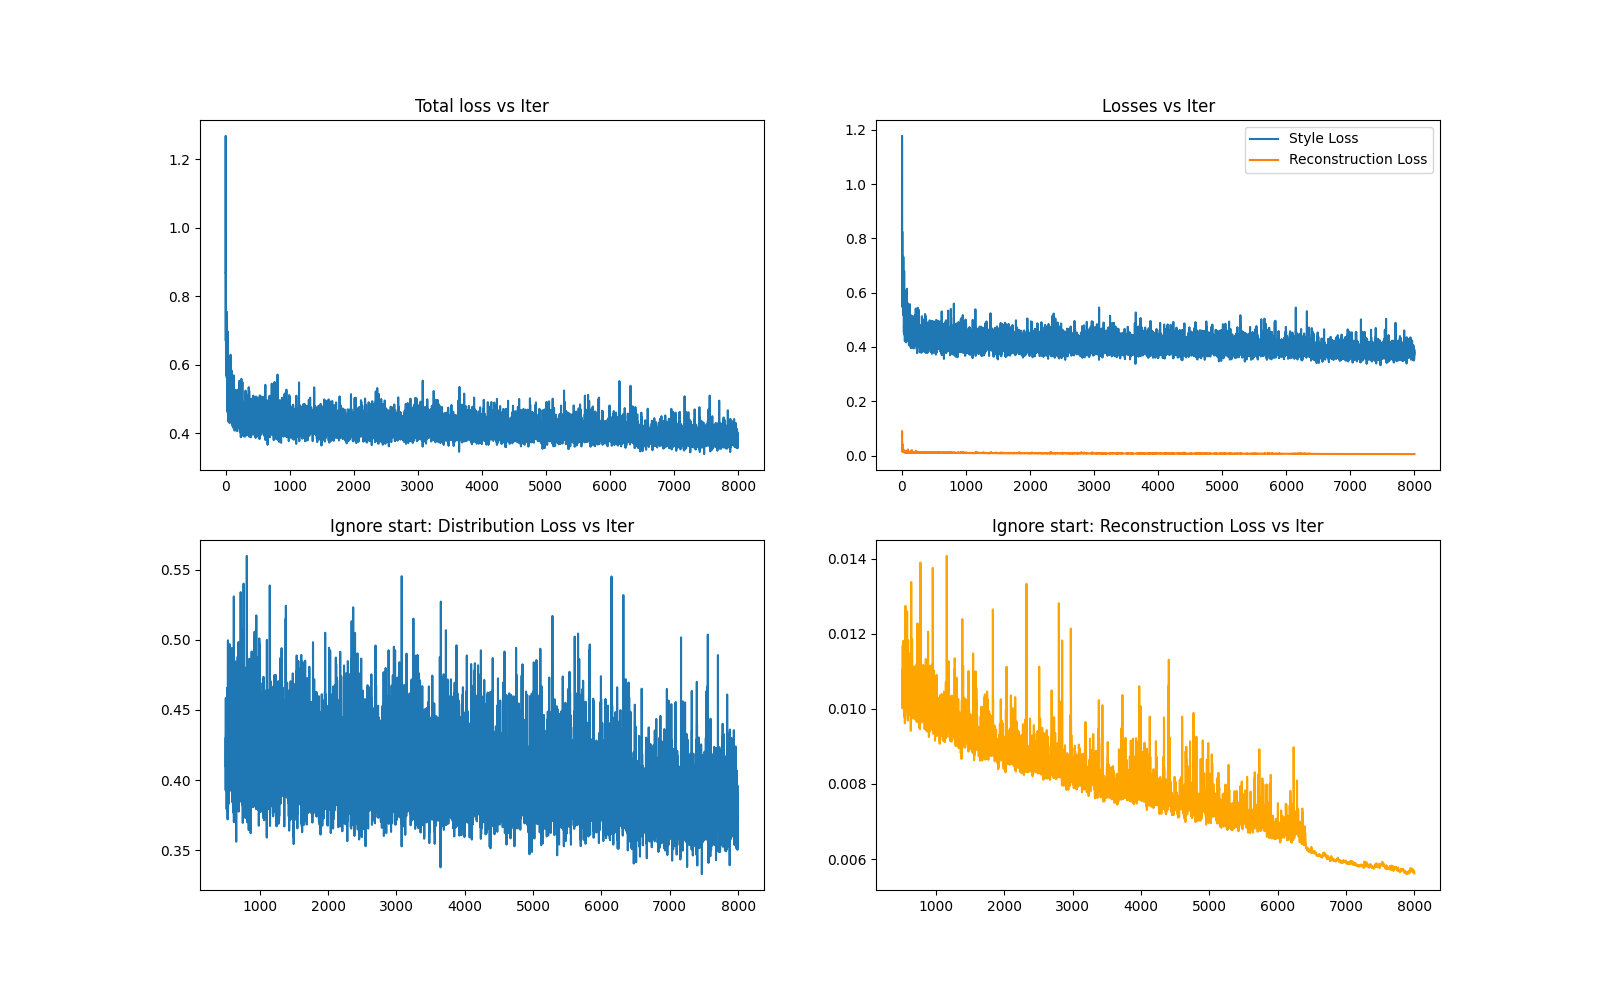 Total loss vs Iter
1.2
1.0
0.8
0.6
0.4
0 1000 2000 3000 4000 5000 6000 7000 8000
Losses vs Iter
Style Loss
Reconstruction Loss
1.2
1.0
0.8
0.6
0.4
0.2
0.0
0 1000 2000 3000 4000 5000 6000 7000 8000
Ignore start: Distribution Loss vs Iter
0.55
0.50
0.45
0.40
0.35
1000 2000 3000 4000 5000 6000 7000 8000
Ignore start: Reconstruction Loss vs Iter
0.014
0.012
0.010
0.008
0.006
1000 2000 3000 4000 5000 6000 7000 8000